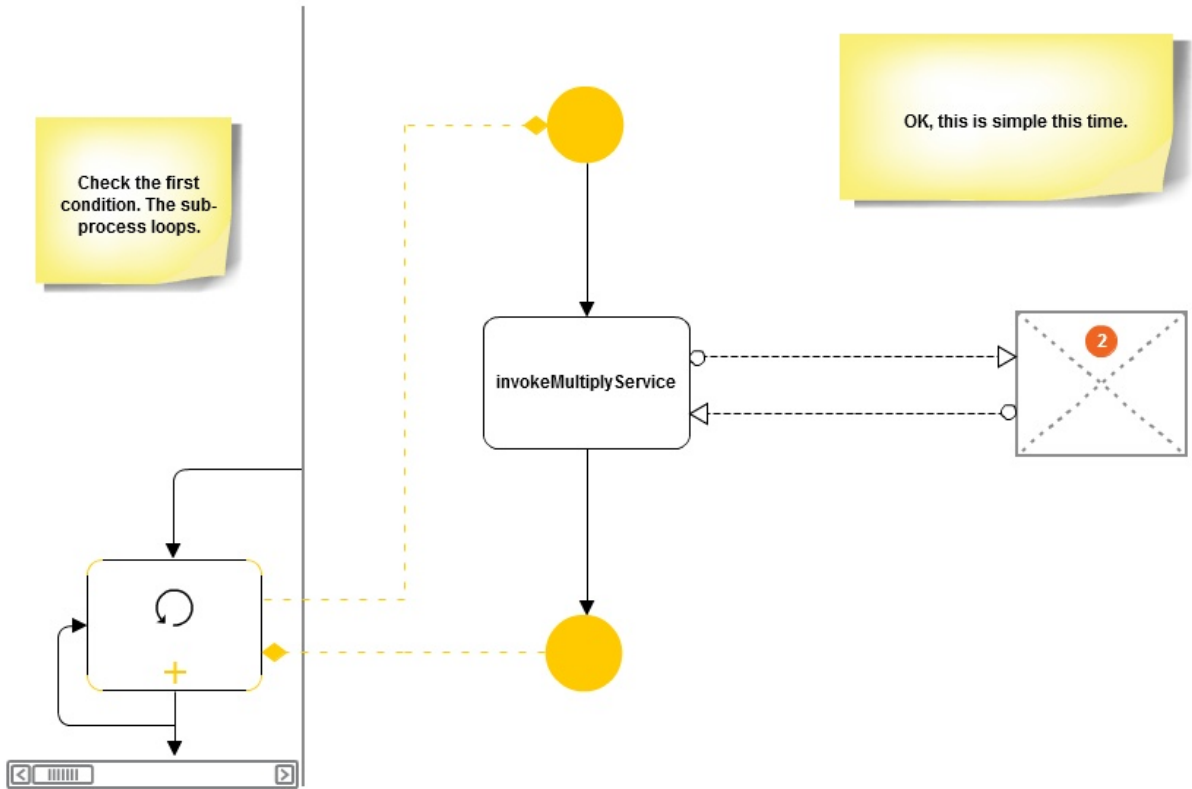 Check the first
condition. The sub-
process loops.
OK, this is simple this time.
invokeMultiplyService
2